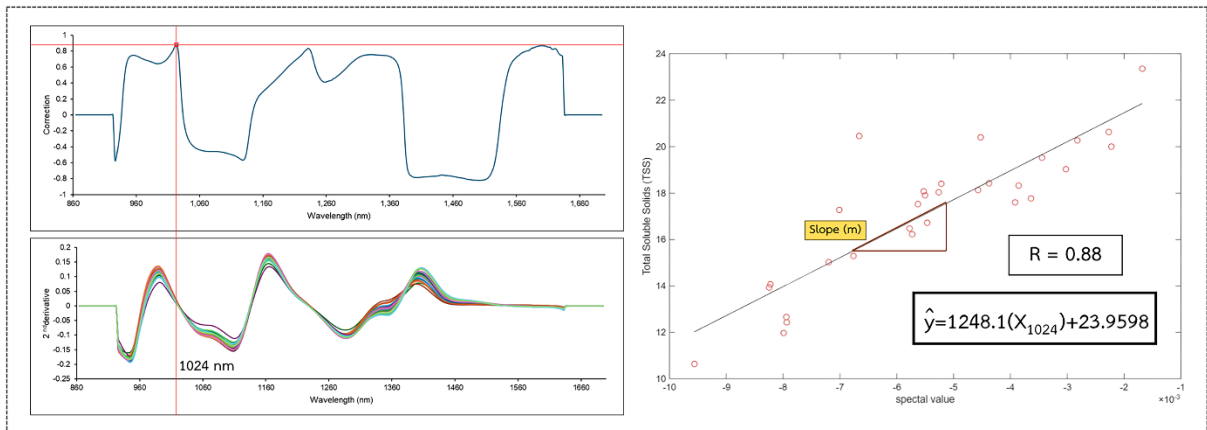 1
0.8
0.6
0.4
0.2
0
-0.2
-0.4
-0.6
-0.8
-1
Correction
860 960 1,060 1,160 1,260 1,360 1,460 1,560 1,660
Wavelength (nm)
0.2
0.15
0.1
0.05
0
-0.05
-0.1
-0.15
-0.2
-0.25
2 nd derivative
1024 nm
860 960 1060 1160 1260 1360 1460 1560 1660
Wavelength (nm)
24
22
20
18
16
14
12
10
Total Soluble Solids (TSS)
Slope (m)
R = 0.88
ŷ=1248.1(X₁₀₂₄)+23.9598
-10 -9 -8 -7 -6 -5 -4 -3 -2 -1
spectal value
×10⁻³